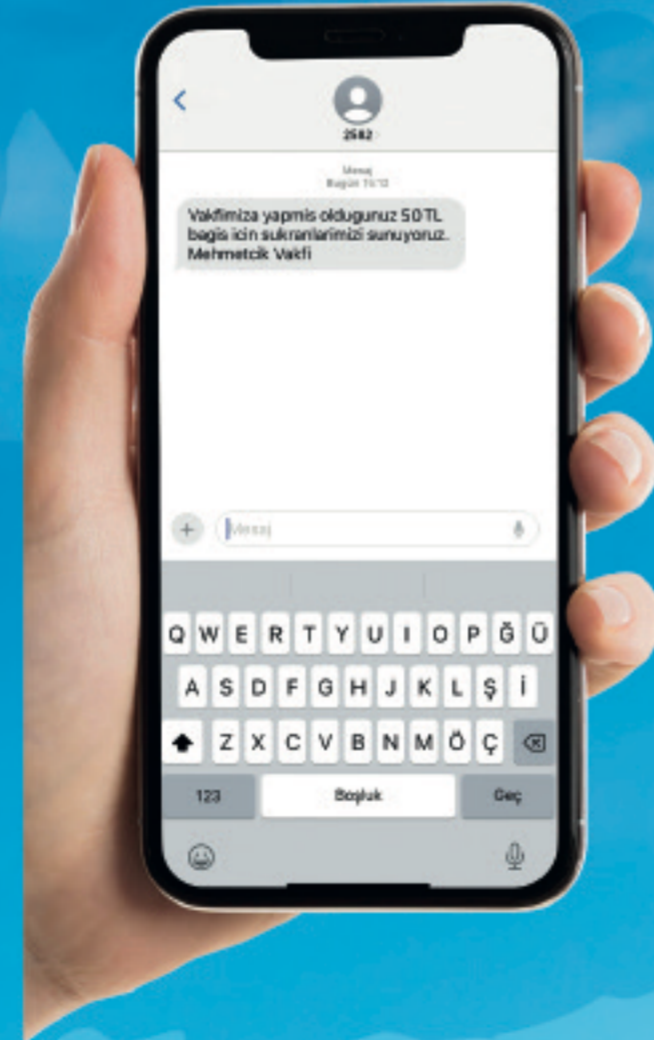 2582
Mesaj
Bugün 15:12
Vakfimiza yapmis oldugunuz 50 TL
bagis icin sukranlarimizi sunuyoruz.
Mehmetcik Vakfi
Mesaj
Q W E R T Y U I O P Ğ Ü
A S D F G H J K L Ş İ
Z X C V B N M Ö Ç
123 Boşluk Geç